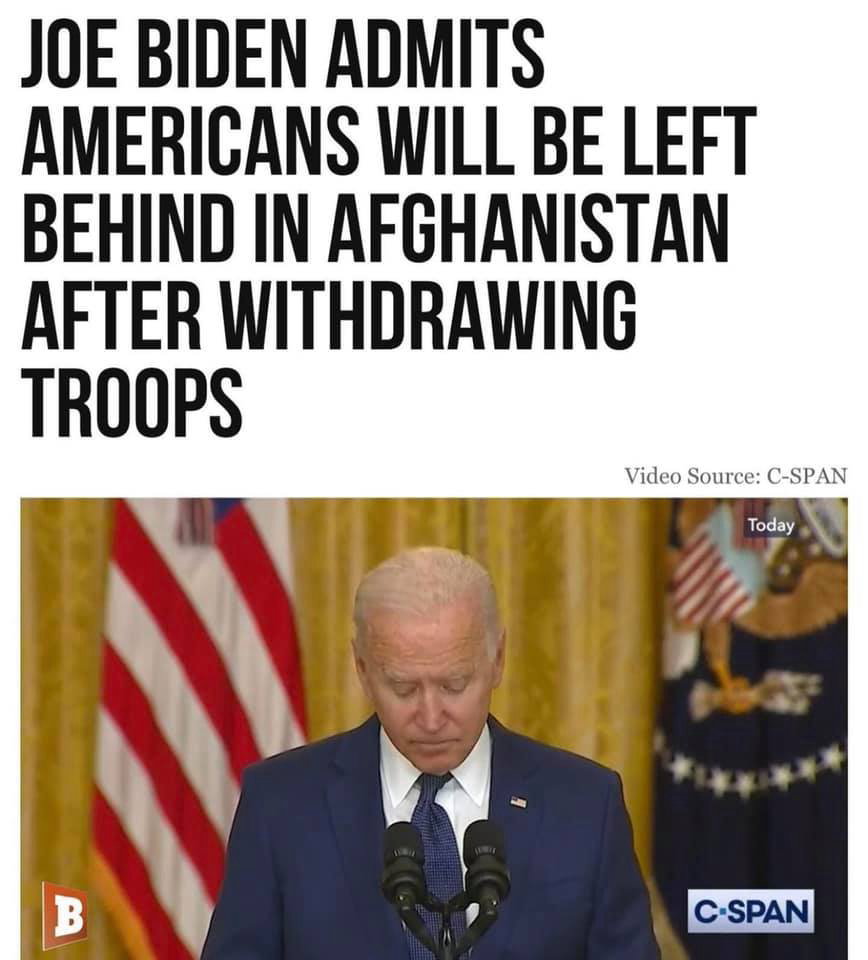 JOE BIDEN ADMITS
AMERICANS WILL BE LEFT
BEHIND IN AFGHANISTAN
AFTER WITHDRAWING
TROOPS
Video Source: C-SPAN
Today
B
C·SPAN